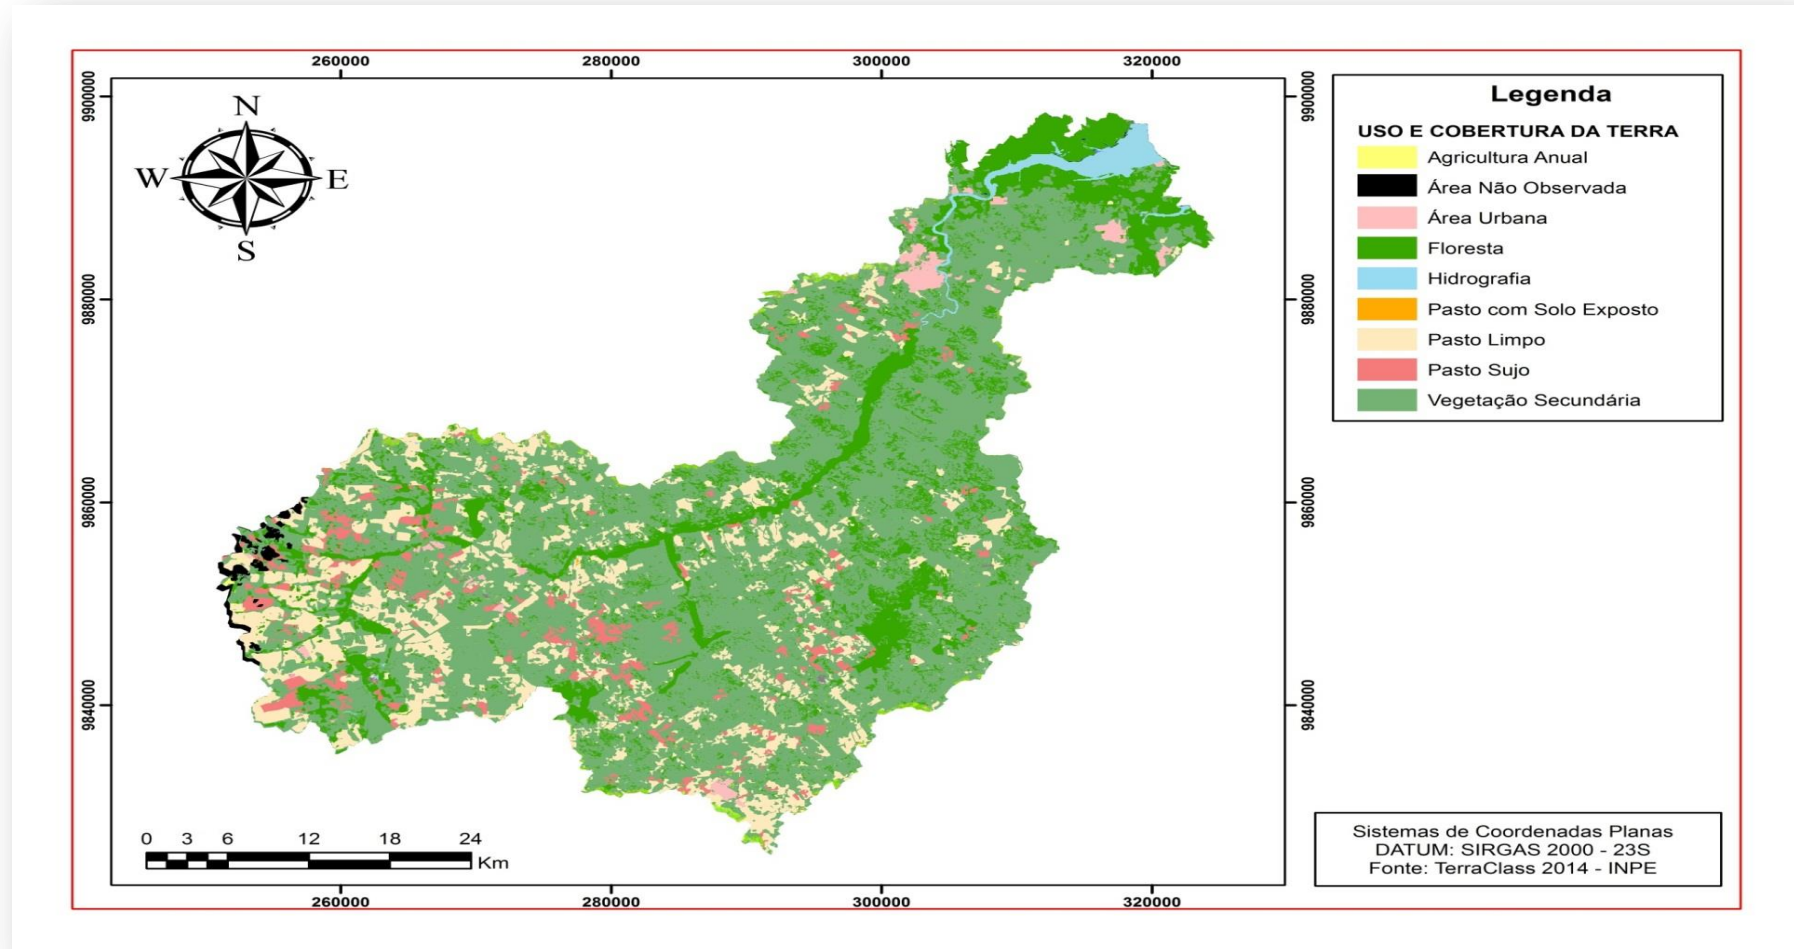 260000 280000 300000 320000
9900000 9900000
N
W E
S
9880000 9880000
9860000 9860000
9840000 9840000
0 3 6 12 18 24
Km
260000 280000 300000 320000
Legenda
USO E COBERTURA DA TERRA
Agricultura Anual
Área Não Observada
Área Urbana
Floresta
Hidrografia
Pasto com Solo Exposto
Pasto Limpo
Pasto Sujo
Vegetação Secundária
Sistemas de Coordenadas Planas
DATUM: SIRGAS 2000 - 23S
Fonte: TerraClass 2014 - INPE